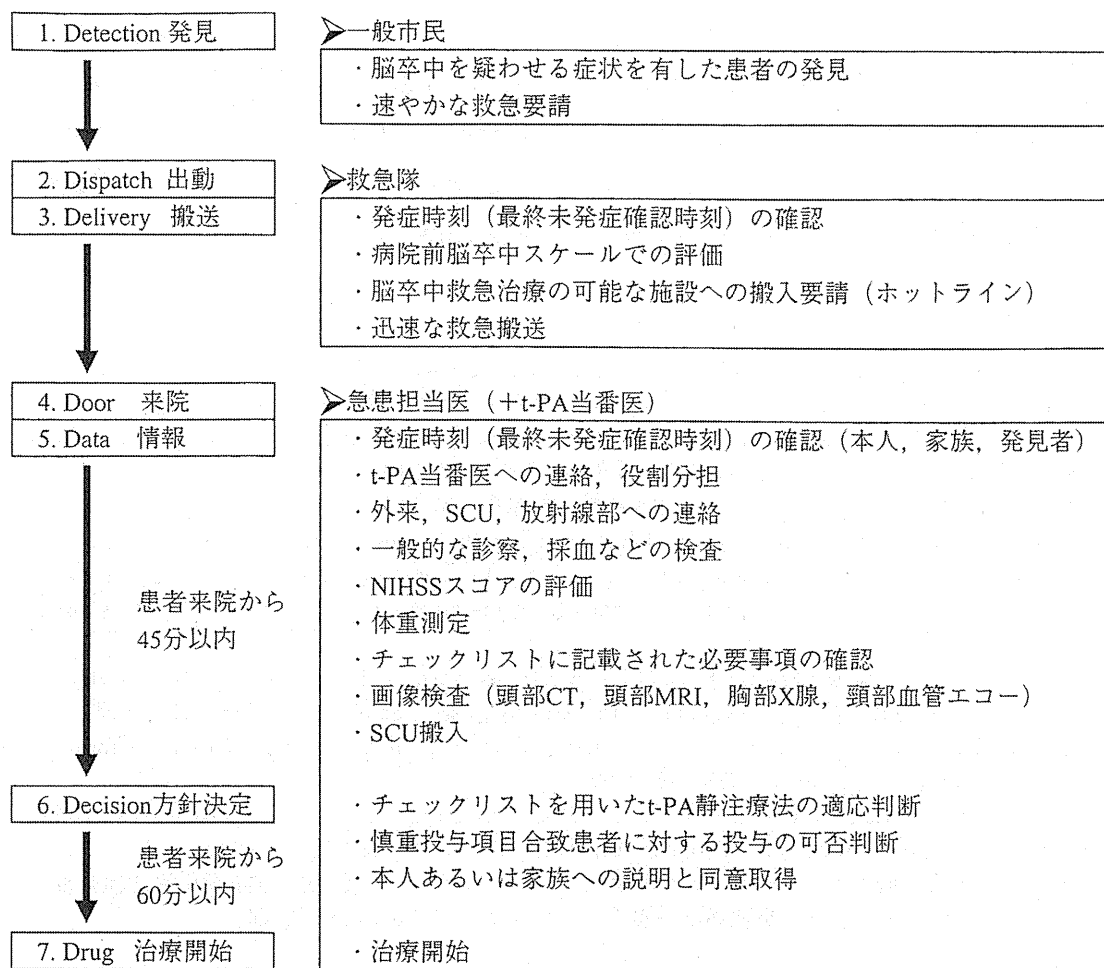 1. Detection 発見
➢一般市民
・脳卒中を疑わせる症状を有した患者の発見
・速やかな救急要請
2. Dispatch 出動
3. Delivery 搬送
➢救急隊
・発症時刻（最終未発症確認時刻）の確認
・病院前脳卒中スケールでの評価
・脳卒中救急治療の可能な施設への搬入要請（ホットライン）
・迅速な救急搬送
4. Door 来院
5. Data 情報
➢急患担当医（＋t-PA当番医）
・発症時刻（最終未発症確認時刻）の確認（本人，家族，発見者）
・t-PA当番医への連絡，役割分担
・外来，SCU，放射線部への連絡
・一般的な診察，採血などの検査
・NIHSSスコアの評価
・体重測定
・チェックリストに記載された必要事項の確認
・画像検査（頭部CT，頭部MRI，胸部X腺，頸部血管エコー）
・SCU搬入
患者来院から
45分以内
6. Decision方針決定
・チェックリストを用いたt-PA静注療法の適応判断
・慎重投与項目合致患者に対する投与の可否判断
・本人あるいは家族への説明と同意取得
患者来院から
60分以内
7. Drug 治療開始
・治療開始